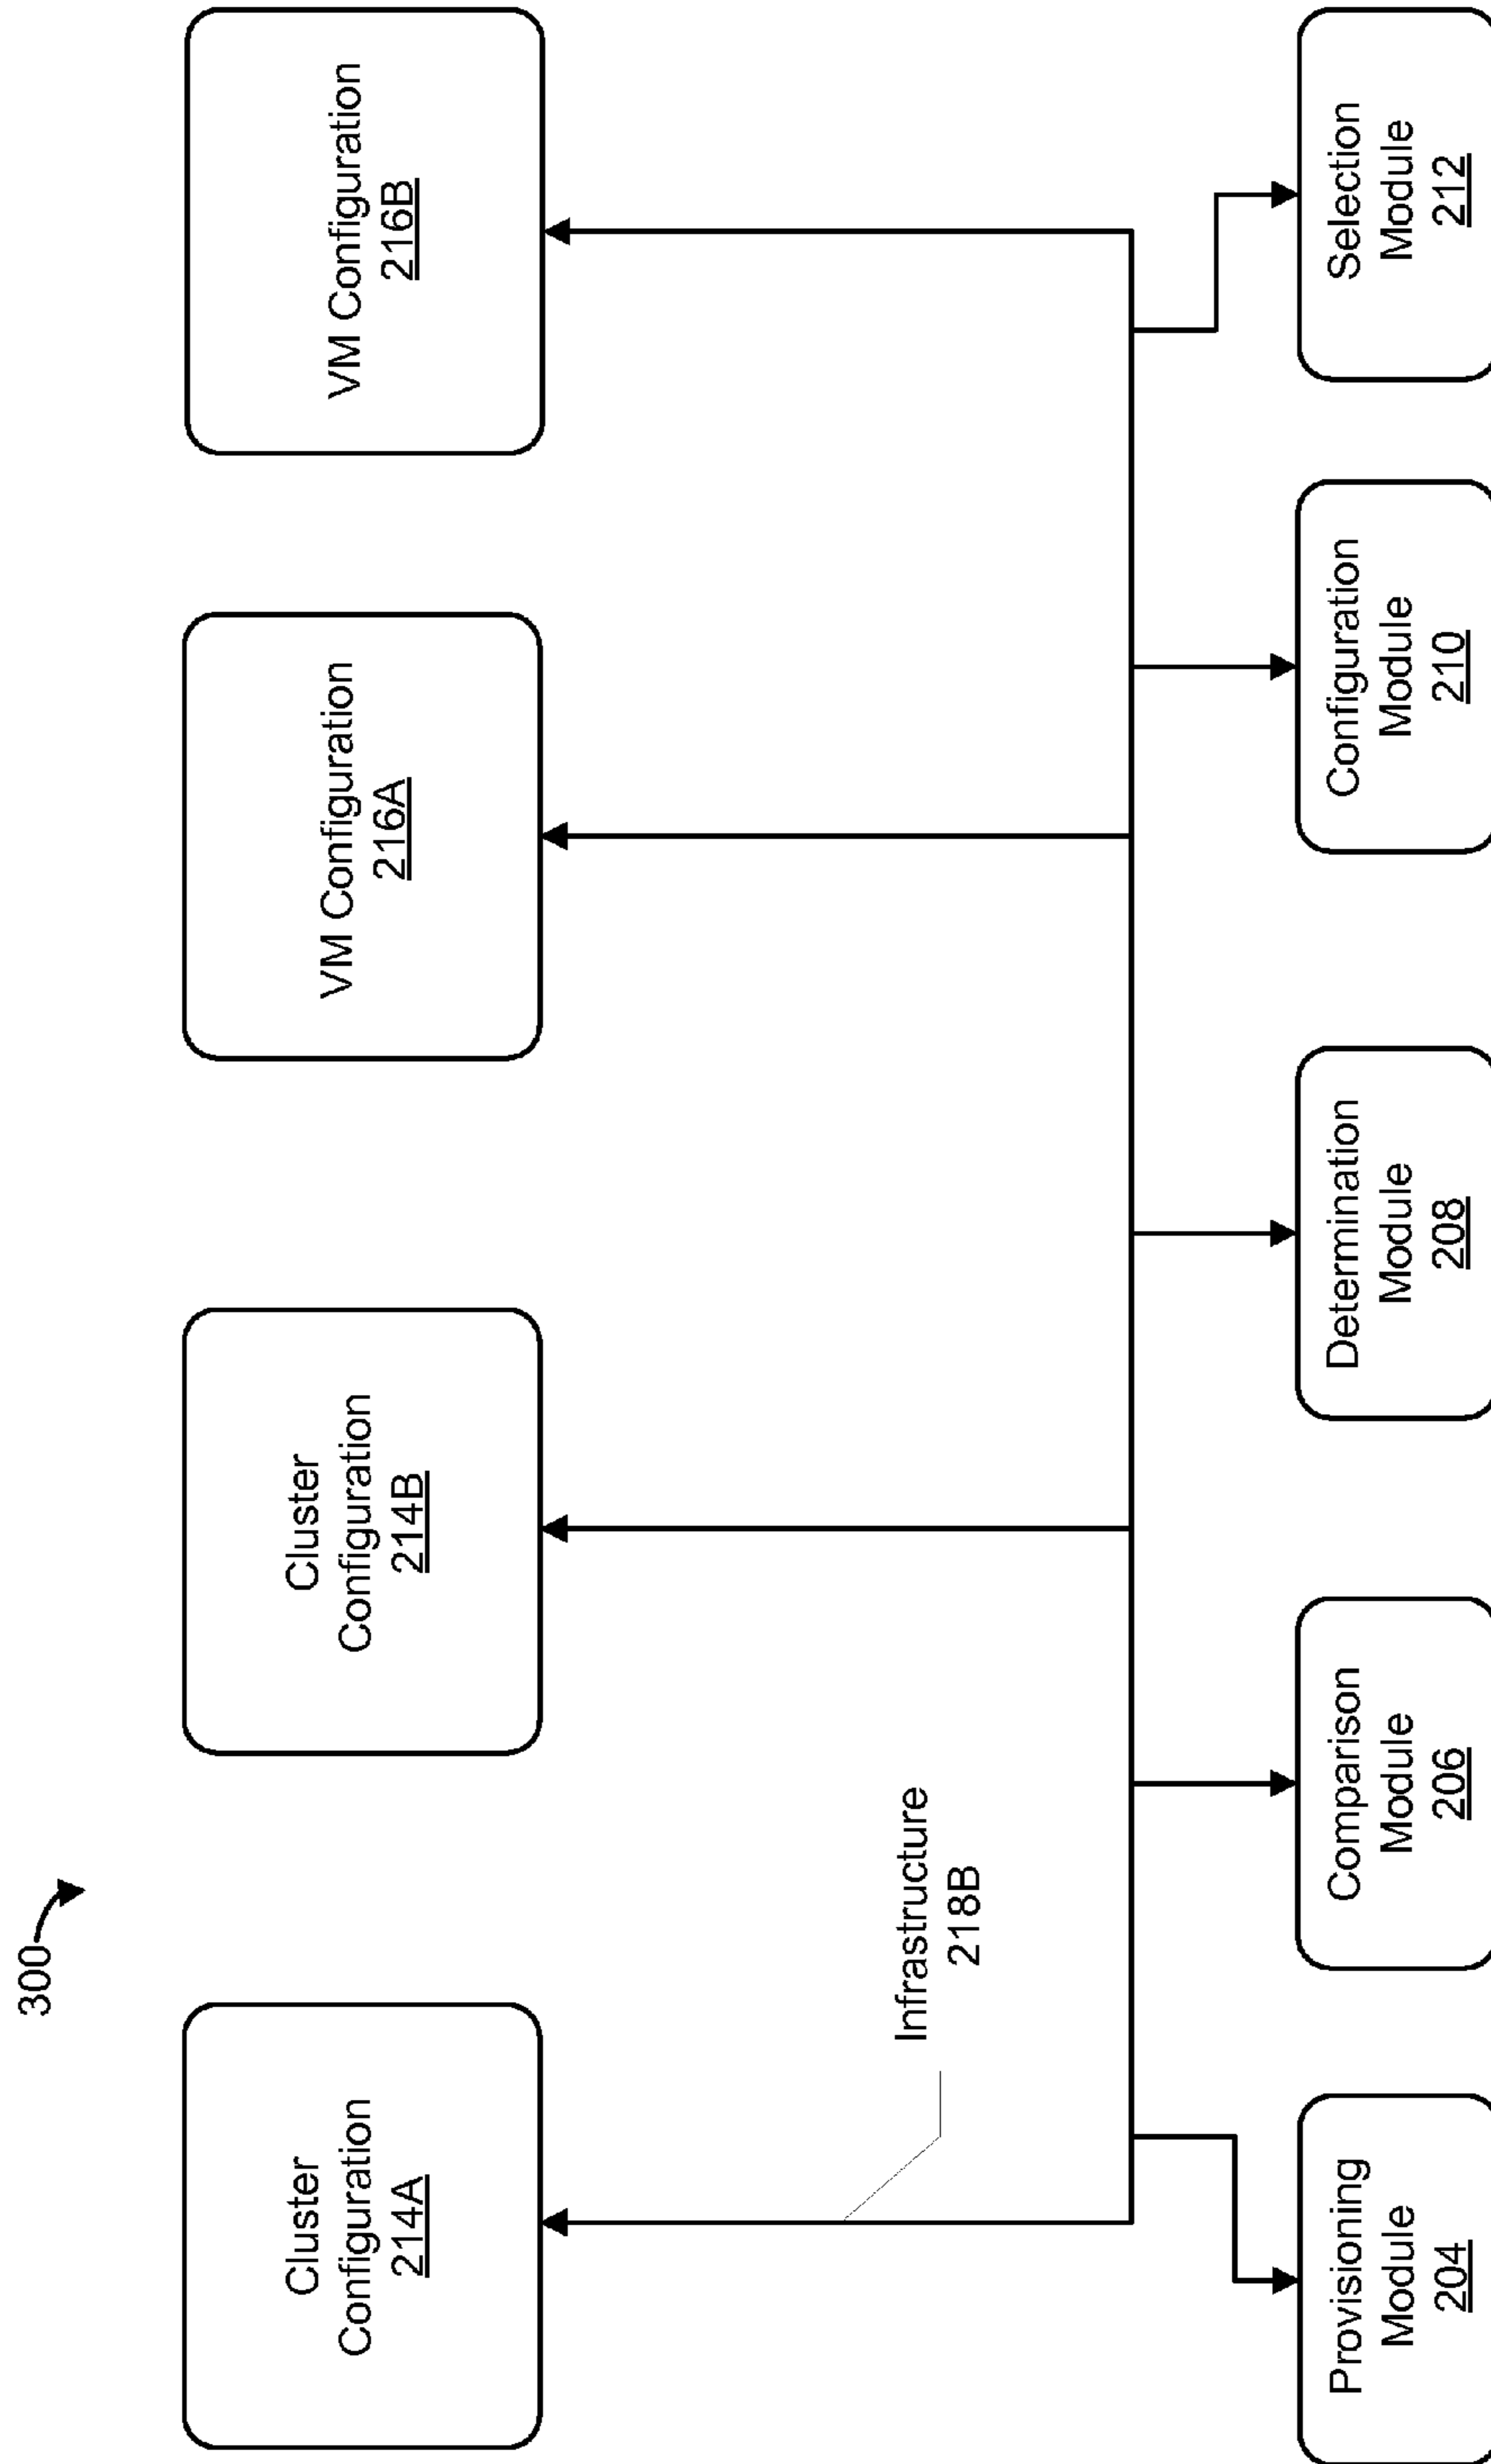 300
Cluster
Configuration
214A
Cluster
Configuration
214B
VM Configuration
216A
VM Configuration
216B
Infrastructure
218B
Provisioning
Module
204
Comparison
Module
206
Determination
Module
208
Configuration
Module
210
Selection
Module
212